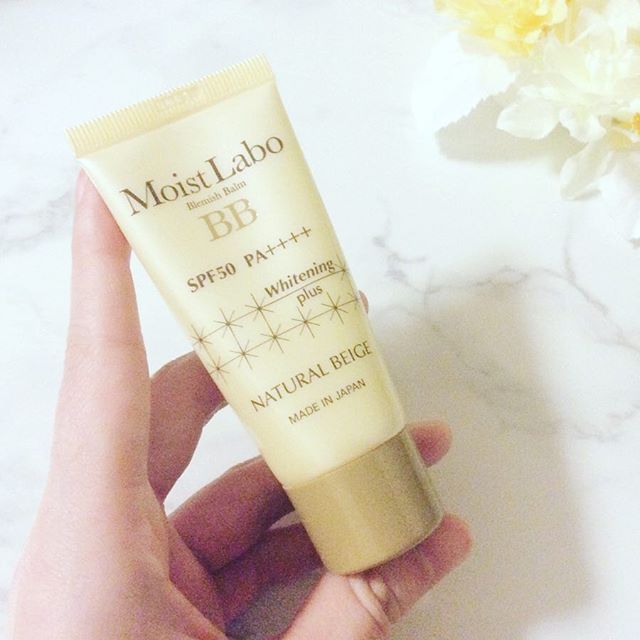 Moist Labo
Blemish Balm
BB
SPF50 PA++++
Whitening
plus
NATURAL BEIGE
MADE IN JAPAN